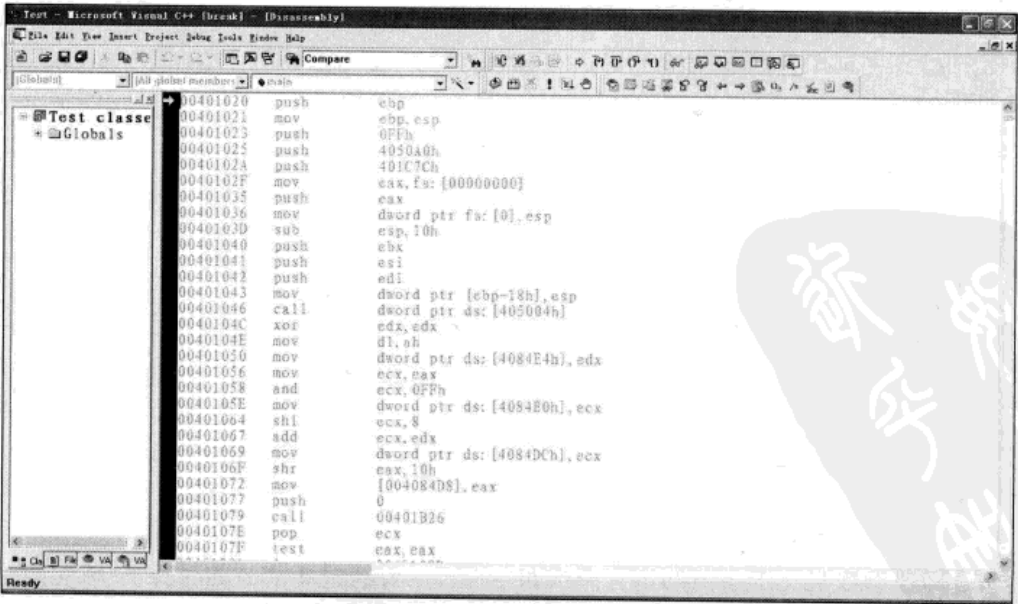 Test - Microsoft Visual C++ [break] - [Disassembly]
File Edit View Insert Project Debug Tools Window Help
Compare
[Globals] [All global members main
Test classe
Globals
00401020 push ebp
00401021 mov ebp, esp
00401023 push 0FFh
00401025 push 4050A0h
0040102A push 401C7Ch
0040102F mov eax, fs:[00000000]
00401035 push eax
00401036 mov dword ptr fs:[0], esp
0040103D sub esp, 10h
00401040 push ebx
00401041 push esi
00401042 push edi
00401043 mov dword ptr [ebp-18h], esp
00401046 call dword ptr ds:[405004h]
0040104C xor edx, edx
0040104E mov dl, ah
00401050 mov dword ptr ds:[4084E4h], edx
00401056 mov ecx, eax
00401058 and ecx, 0FFh
0040105E mov dword ptr ds:[4084E0h], ecx
00401064 shl ecx, 8
00401067 add ecx, edx
00401069 mov dword ptr ds:[4084DCh], ecx
0040106F shr eax, 10h
00401072 mov [004084D8], eax
00401077 push 0
00401079 call 00401B26
0040107E pop ecx
0040107F test eax, eax
Cla File VA VA
Ready